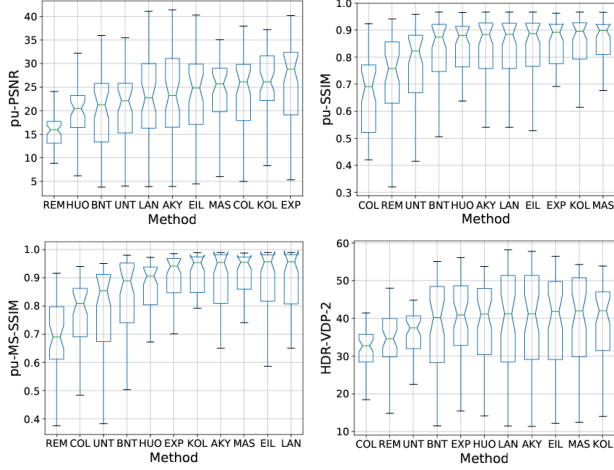 pu-PSNR
40
35
30
25
20
15
10
5
REM HUO BNT UNT LAN AKY EIL MAS COL KOL EXP
Method
pu-SSIM
1.0
0.9
0.8
0.7
0.6
0.5
0.4
0.3
COL REM UNT BNT HUO AKY LAN EIL EXP KOL MAS
Method
pu-MS-SSIM
1.0
0.9
0.8
0.7
0.6
0.5
0.4
REM COL UNT BNT HUO EXP KOL AKY MAS EIL LAN
Method
HDR-VDP-2
60
50
40
30
20
10
COL REM UNT BNT EXP HUO LAN AKY EIL MAS KOL
Method